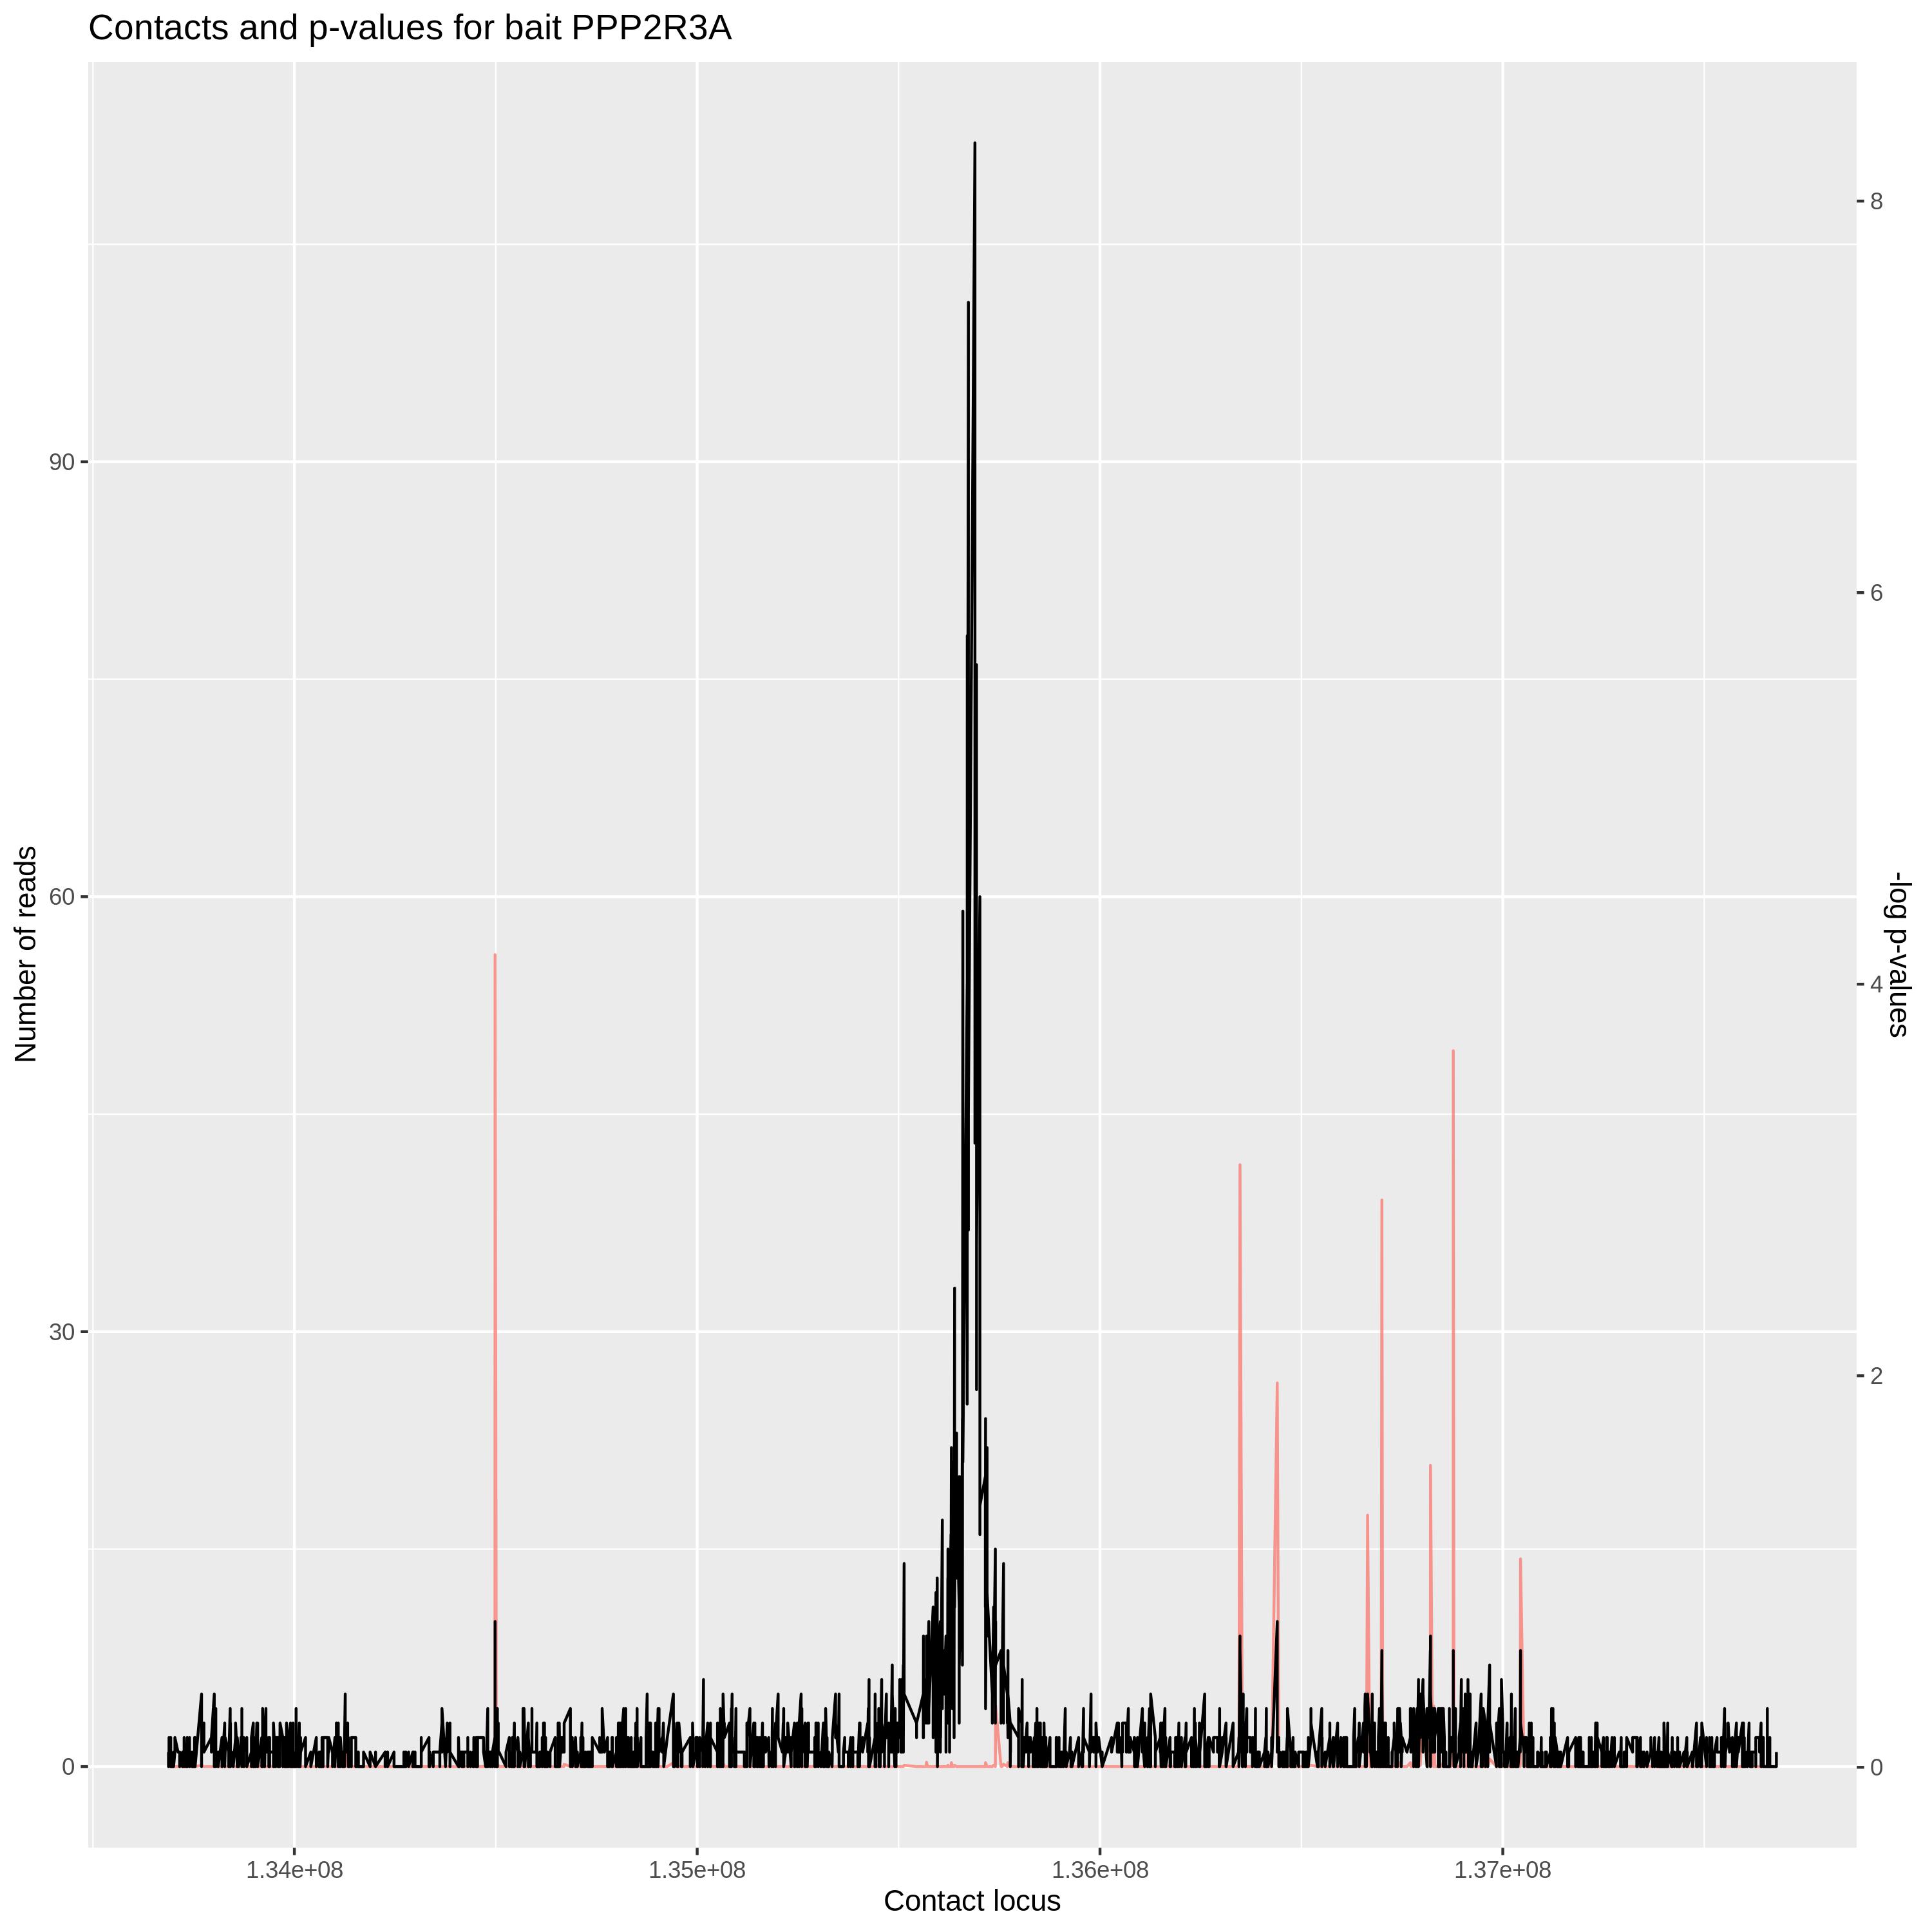 Contacts and p-values for bait PPP2R3A
Number of reads
90
60
30
0
8
6
4
2
0
-log p-values
1.34e+08
1.35e+08
1.36e+08
1.37e+08
Contact locus